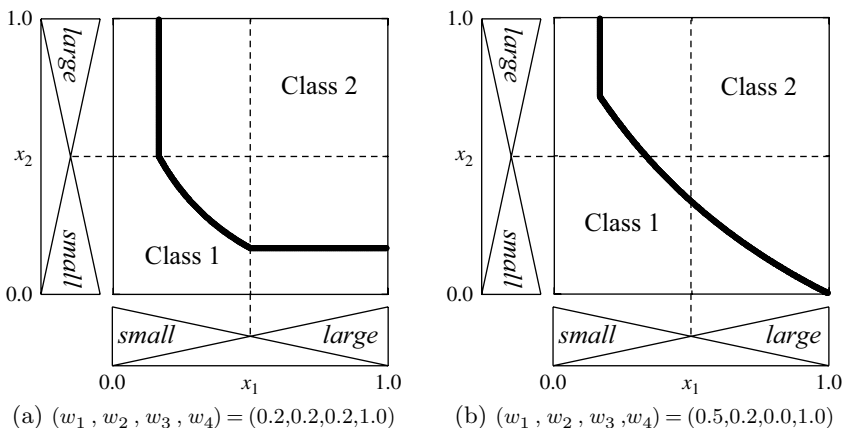 1.0
large
x2
small
0.0
Class 2
Class 1
small
large
0.0
x1
1.0
(a) (w1 , w2 , w3 , w4) = (0.2,0.2,0.2,1.0)
1.0
large
x2
small
0.0
Class 2
Class 1
small
large
0.0
x1
1.0
(b) (w1 , w2 , w3 ,w4) = (0.5,0.2,0.0,1.0)